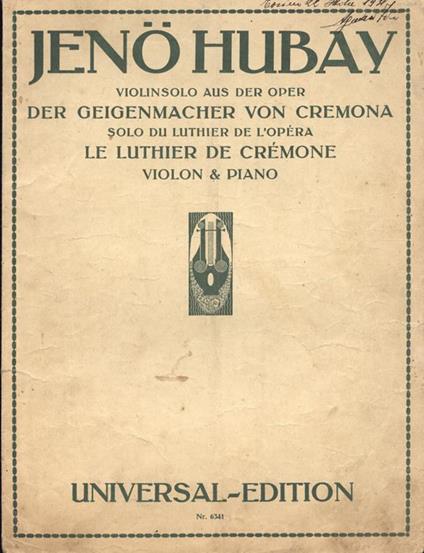 JENÖ HUBAY
VIOLINSOLO AUS DER OPER
DER GEIGENMACHER VON CREMONA
SOLO DU LUTHIER DE L'OPÉRA
LE LUTHIER DE CRÉMONE
VIOLON & PIANO
UNIVERSAL-EDITION
Nr. 6341